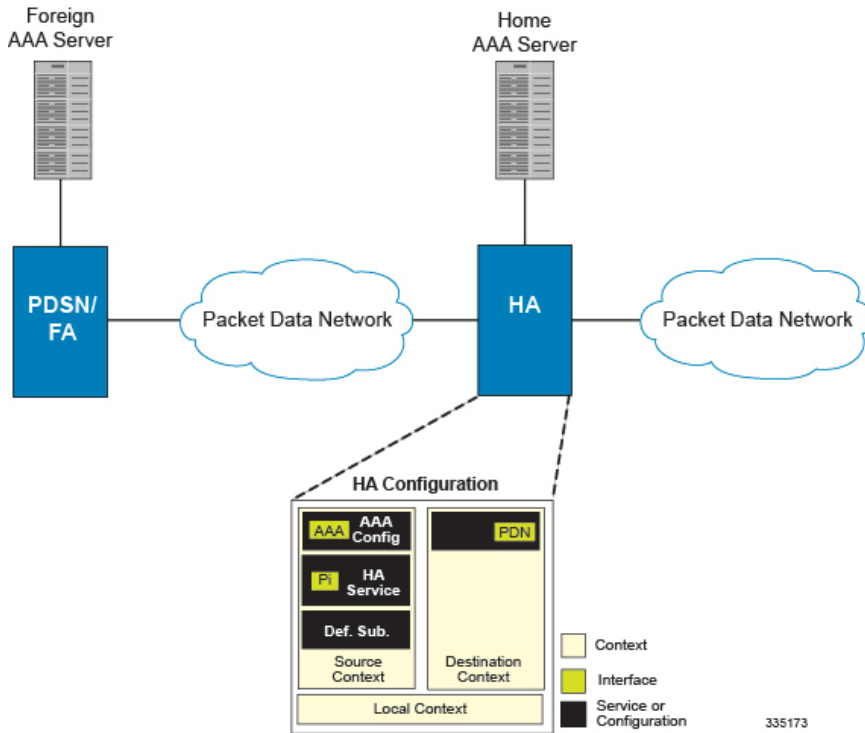 Foreign
AAA Server
Home
AAA Server
PDSN/
FA
Packet Data Network
HA
Packet Data Network
HA Configuration
AAA
AAA
Config
PDN
Pi
HA
Service
Def. Sub.
Source
Context
Destination
Context
Local Context
Context
Interface
Service or
Configuration
335173